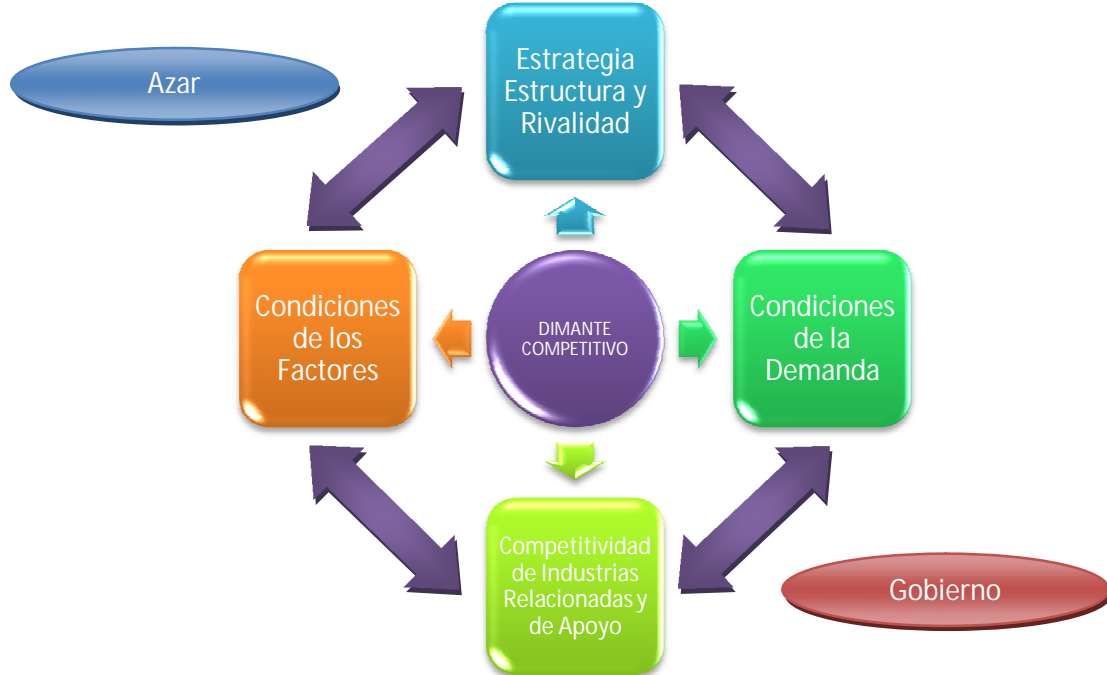 Azar
Estrategia
Estructura y
Rivalidad
Condiciones
de los
Factores
DIMANTE
COMPETITIVO
Condiciones
de la
Demanda
Competitividad
de Industrias
Relacionadas y
de Apoyo
Gobierno